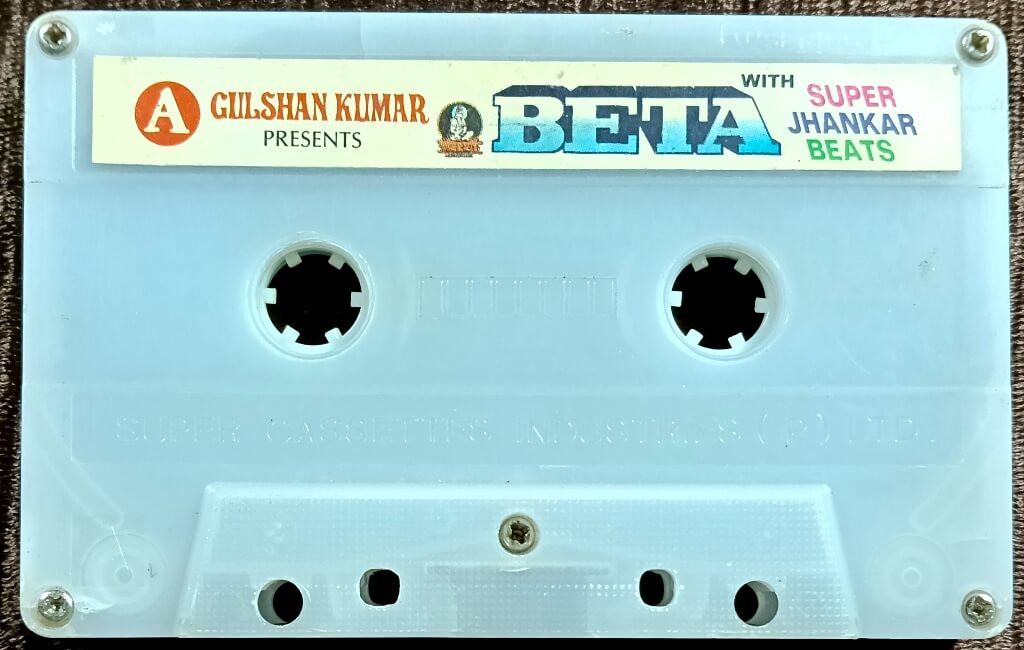 A
GULSHAN KUMAR
PRESENTS
BETA
WITH
SUPER
JHANKAR
BEATS
SUPER CASSETTES INDUSTRIES (P) LTD.